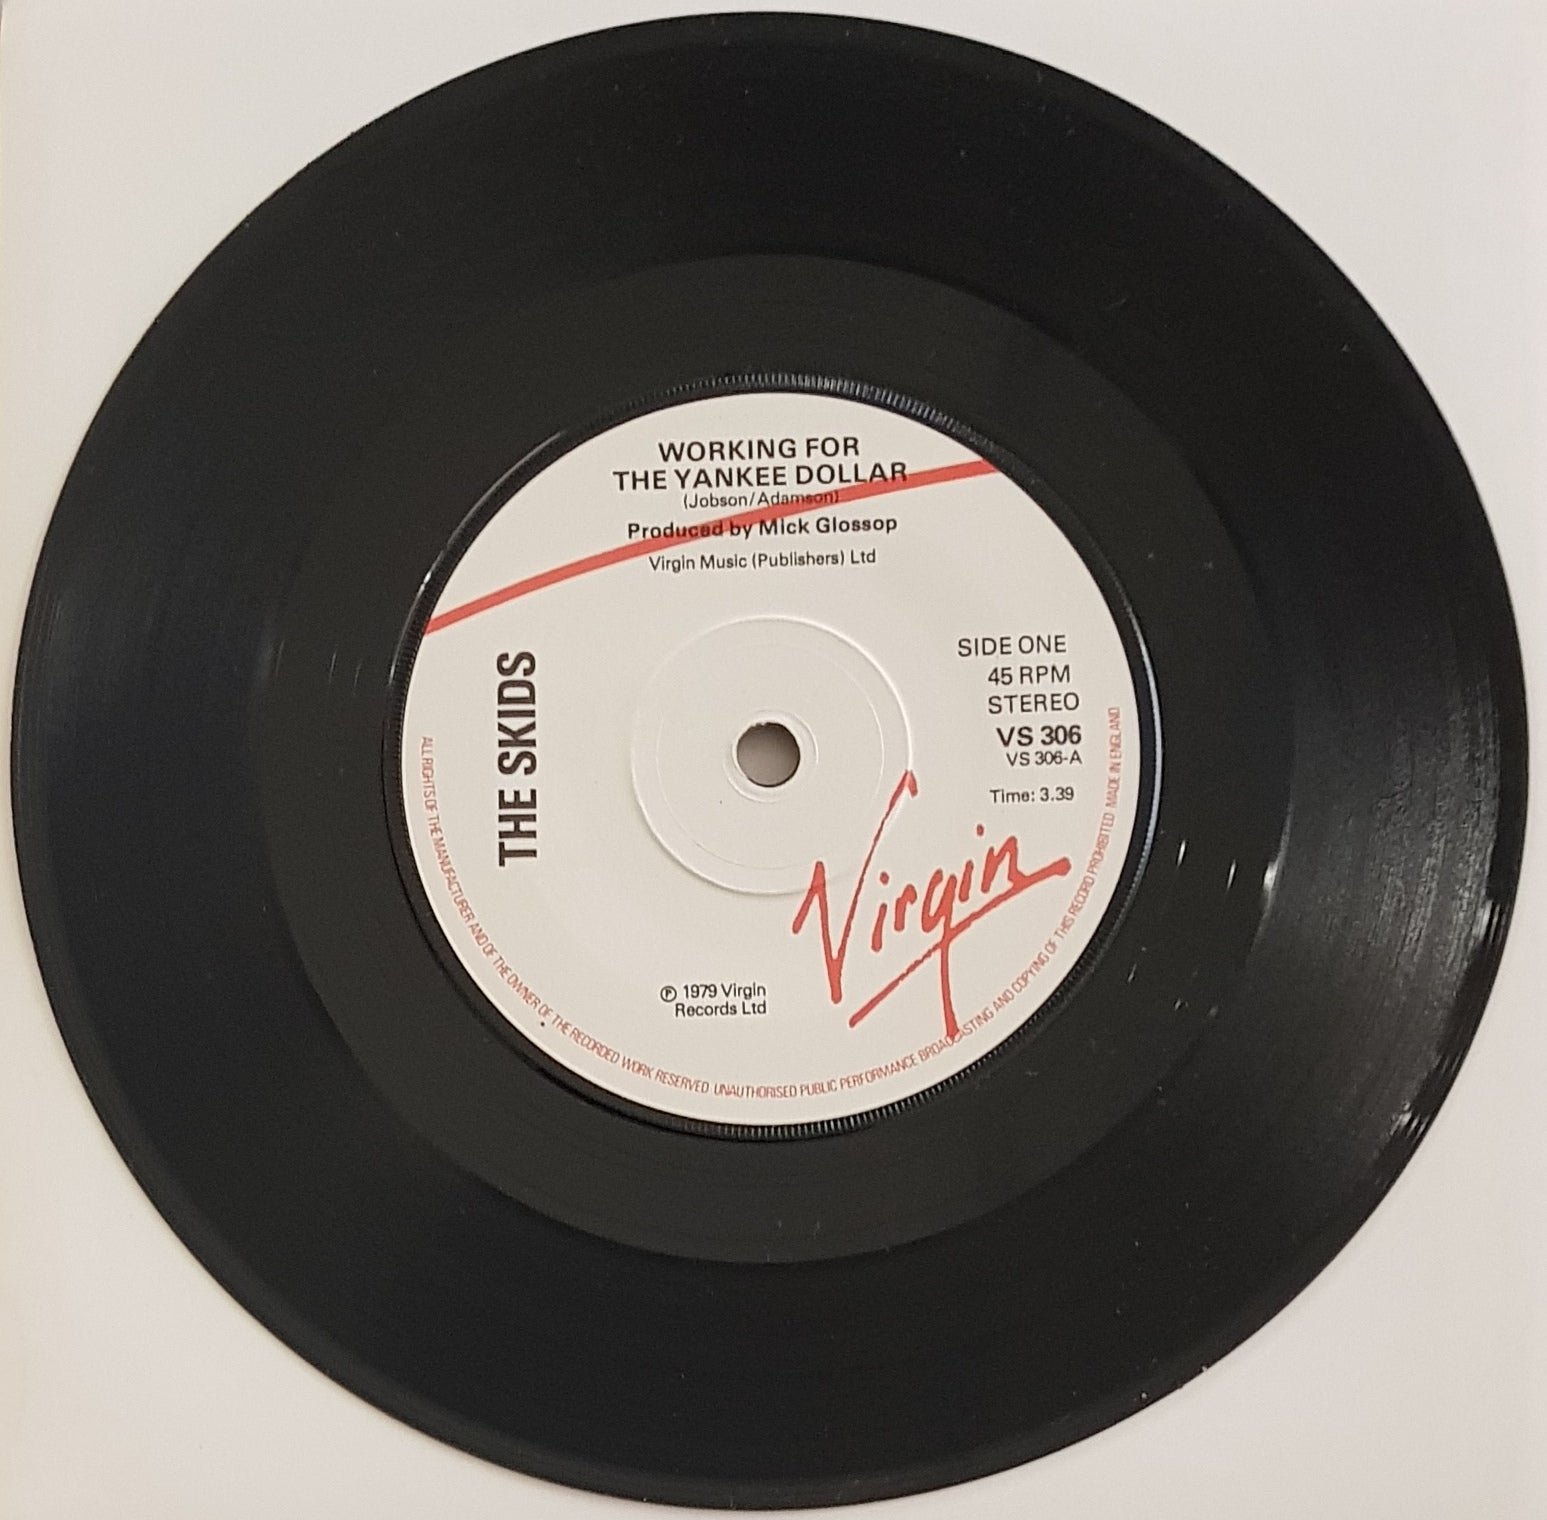 WORKING FOR
THE YANKEE DOLLAR
(Jobson/Adamson)
Produced by Mick Glossop
Virgin Music (Publishers) Ltd
THE SKIDS
SIDE ONE
45 RPM
STEREO
VS 306
VS 306-A
Time: 3.39
Virgin
℗ 1979 Virgin
Records Ltd
ALL RIGHTS OF THE MANUFACTURER AND OF THE OWNER OF THE RECORDED WORK RESERVED UNAUTHORISED PUBLIC PERFORMANCE BROADCASTING AND COPYING OF THIS RECORD PROHIBITED MADE IN ENGLAND